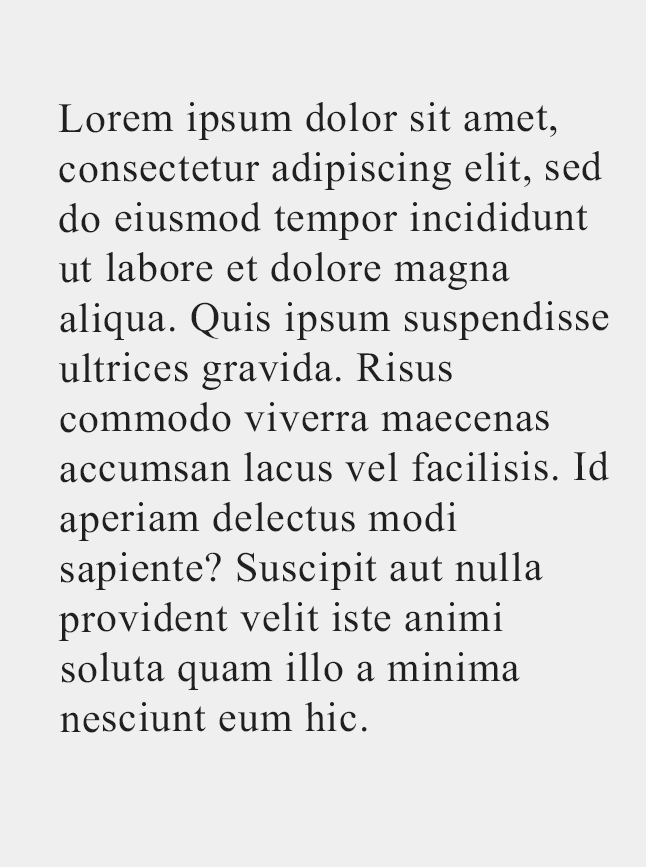 Lorem ipsum dolor sit amet,
consectetur adipiscing elit, sed
do eiusmod tempor incididunt
ut labore et dolore magna
aliqua. Quis ipsum suspendisse
ultrices gravida. Risus
commodo viverra maecenas
accumsan lacus vel facilisis. Id
aperiam delectus modi
sapiente? Suscipit aut nulla
provident velit iste animi
soluta quam illo a minima
nesciunt eum hic.